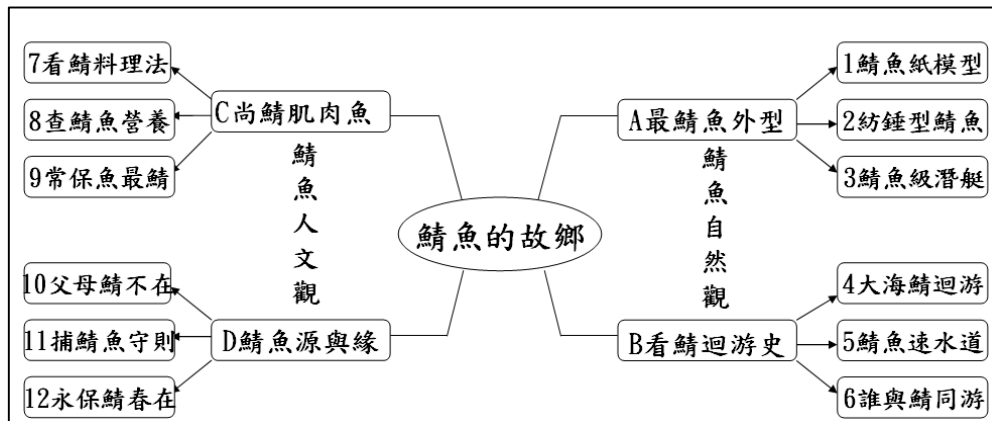 鯖魚的故鄉
鯖魚自然觀
A最鯖魚外型
1鯖魚紙模型
2紡錘型鯖魚
3鯖魚級潛艇
B看鯖迴游史
4大海鯖迴游
5鯖魚速水道
6誰與鯖同游
鯖魚人文觀
C尚鯖肌肉魚
7看鯖料理法
8查鯖魚營養
9常保魚最鯖
D鯖魚源與緣
10父母鯖不在
11捕鯖魚守則
12永保鯖春在